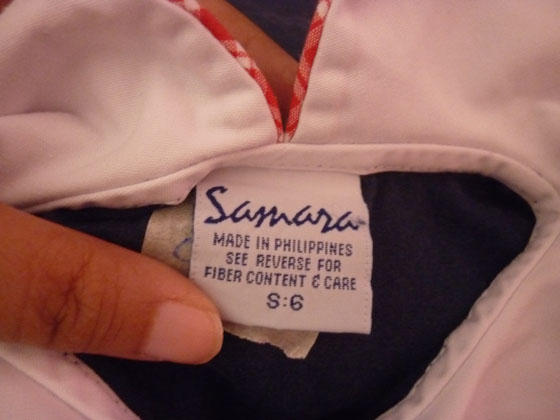 Samara
MADE IN PHILIPPINES
SEE REVERSE FOR
FIBER CONTENT & CARE
S:6